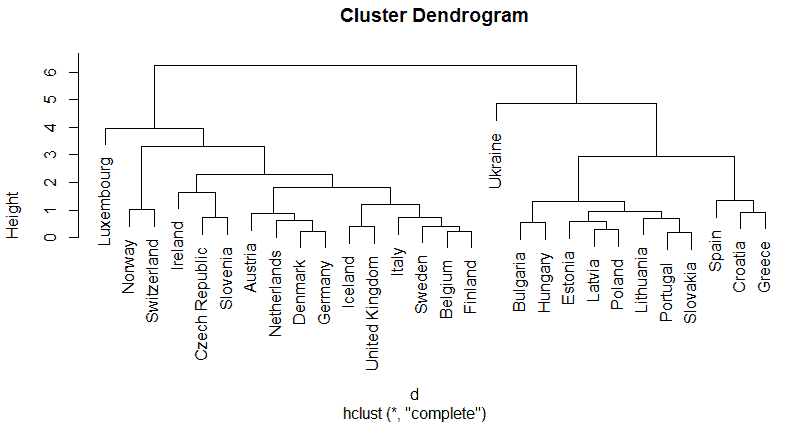 Cluster Dendrogram
Height
6
5
4
3
2
1
0
Luxembourg
Norway
Switzerland
Ireland
Czech Republic
Slovenia
Austria
Netherlands
Denmark
Germany
Iceland
United Kingdom
Italy
Sweden
Belgium
Finland
Ukraine
Bulgaria
Hungary
Estonia
Latvia
Poland
Lithuania
Portugal
Slovakia
Spain
Croatia
Greece
d
hclust (*, "complete")